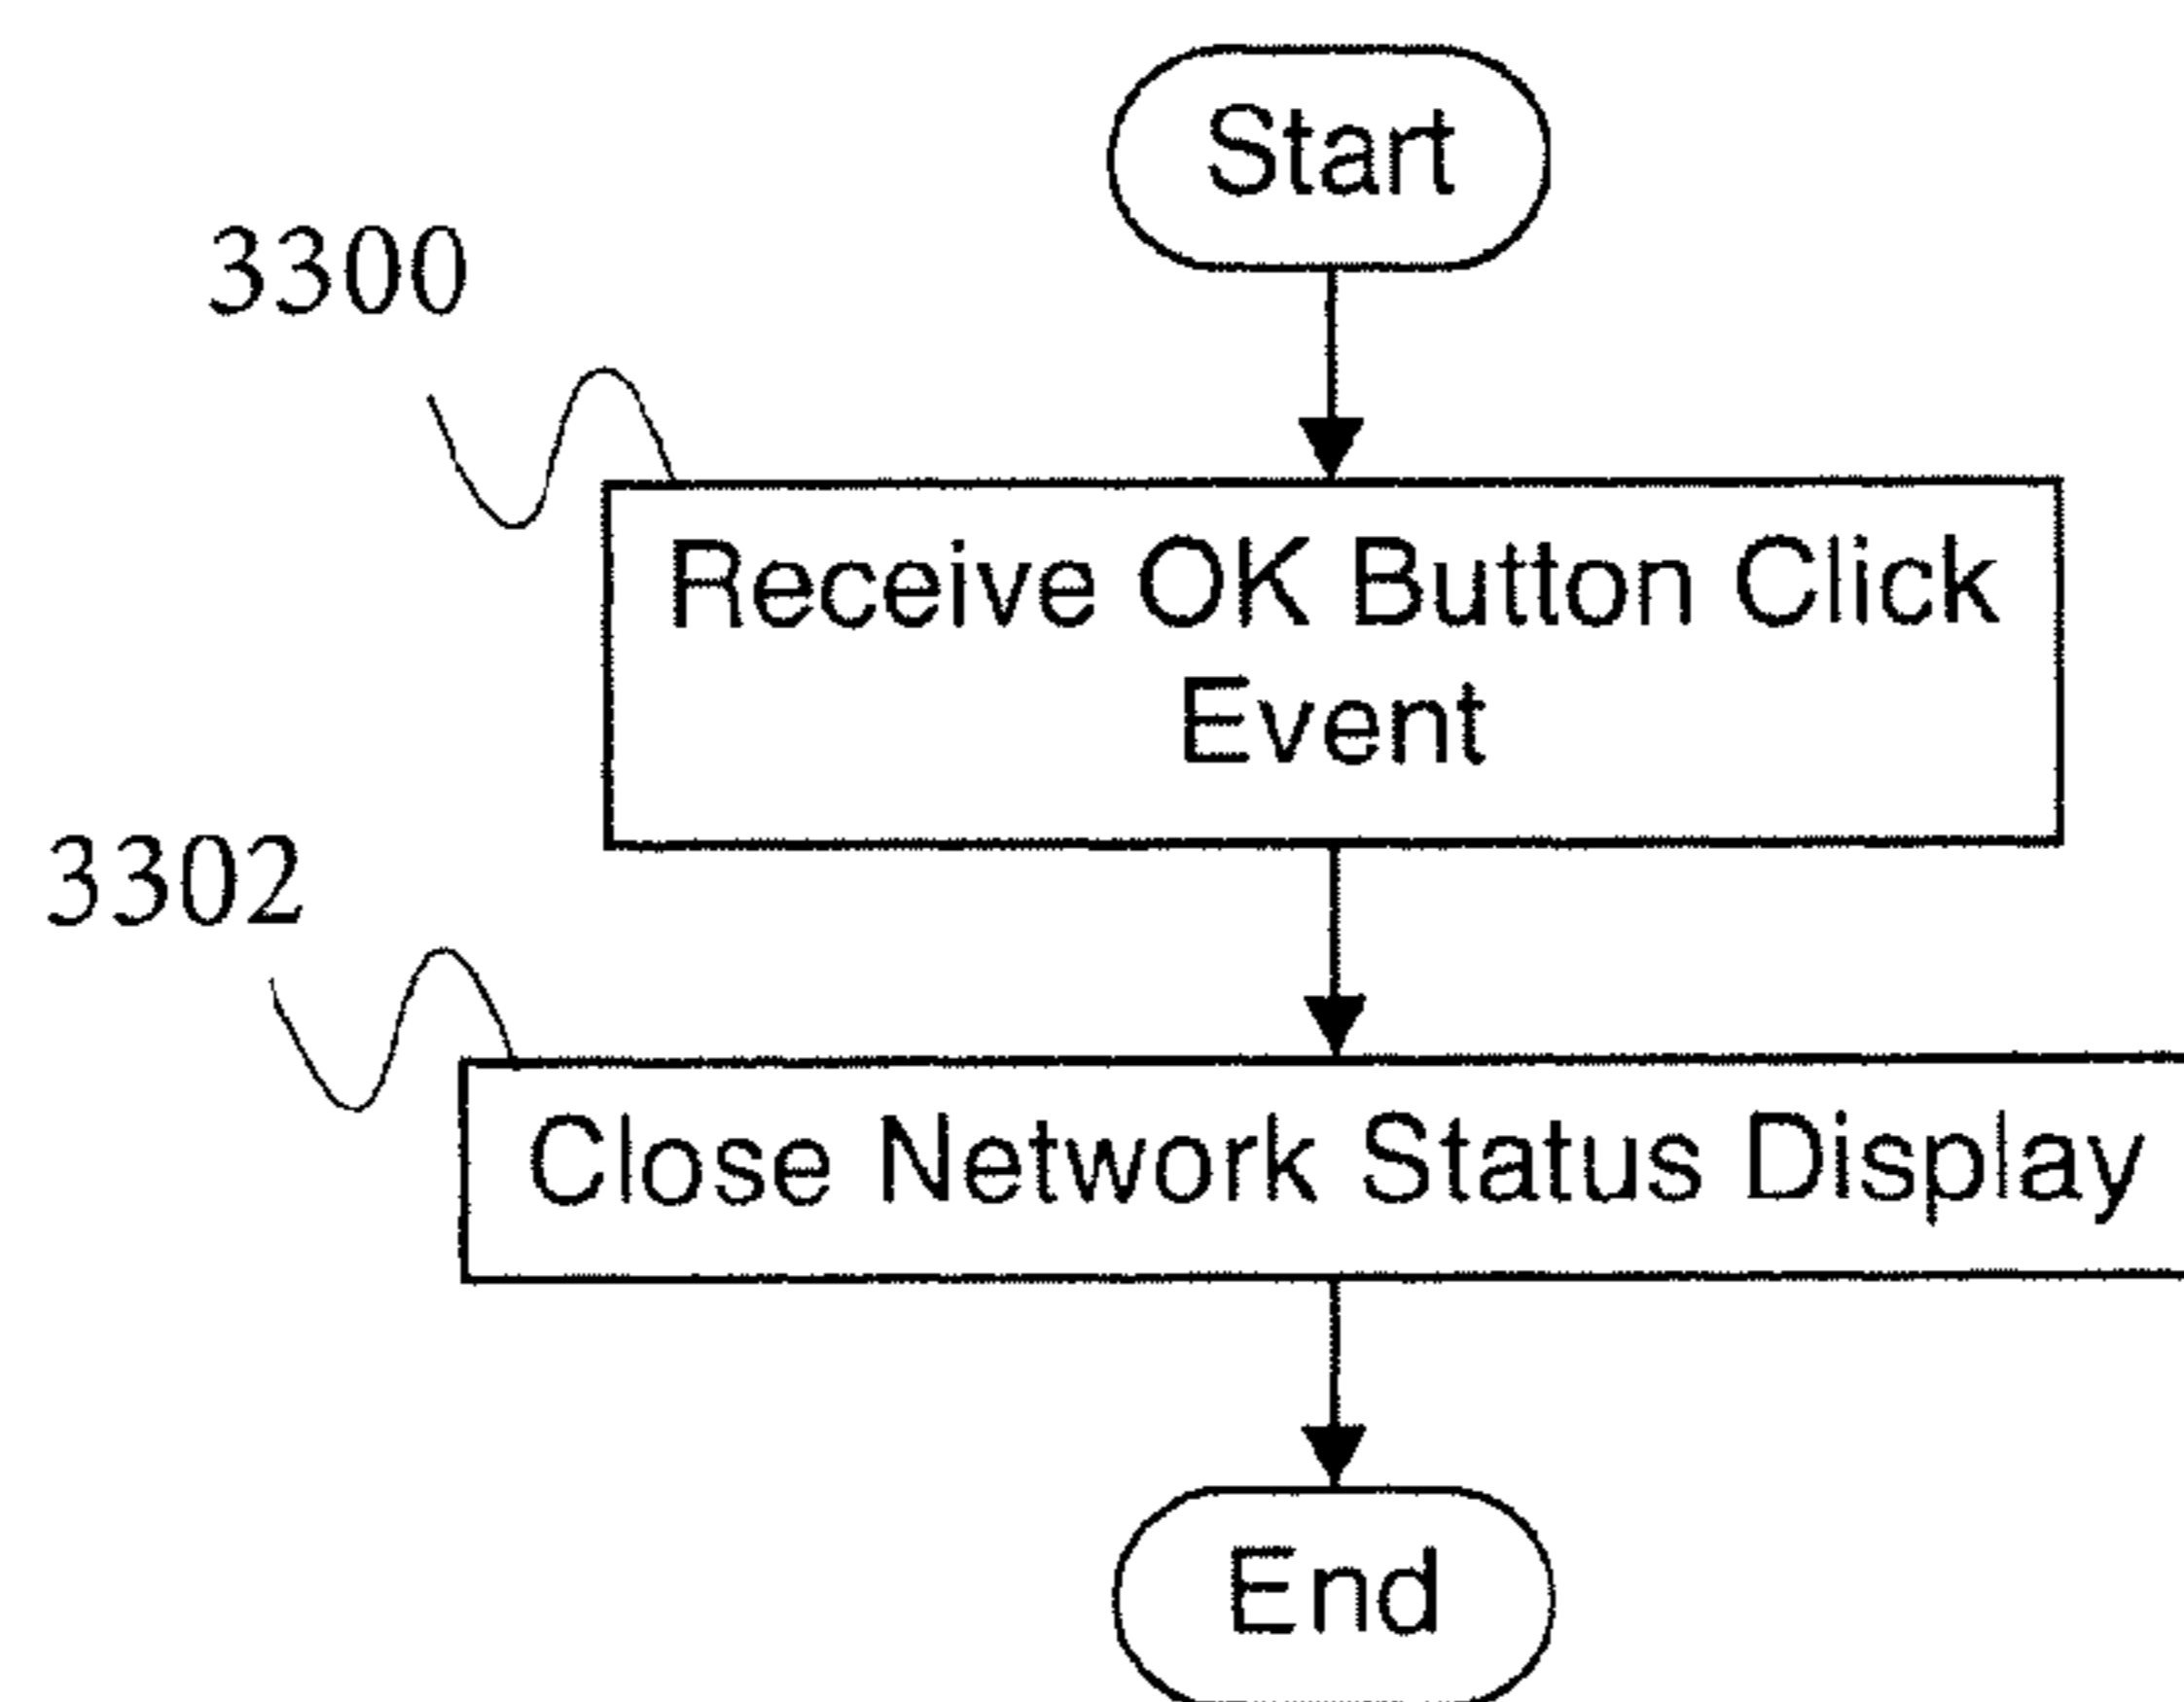 Start
3300
Receive OK Button Click
Event
3302
Close Network Status Display
End